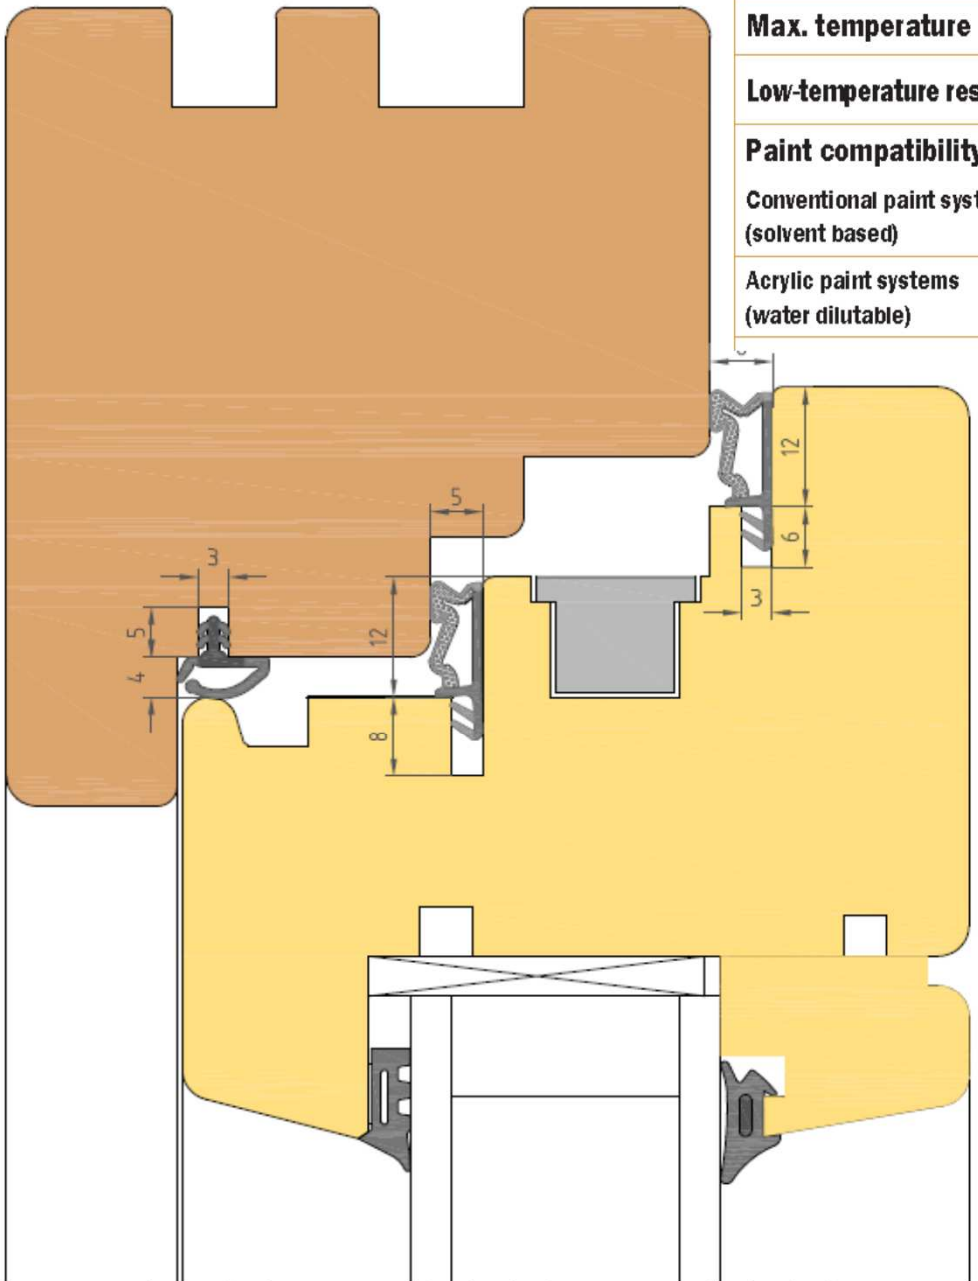 Max. temperature
Low-temperature res
Paint compatibility
Conventional paint syst
(solvent based)
Acrylic paint systems
(water dilutable)
12
5
6
3
3
5
12
4
8